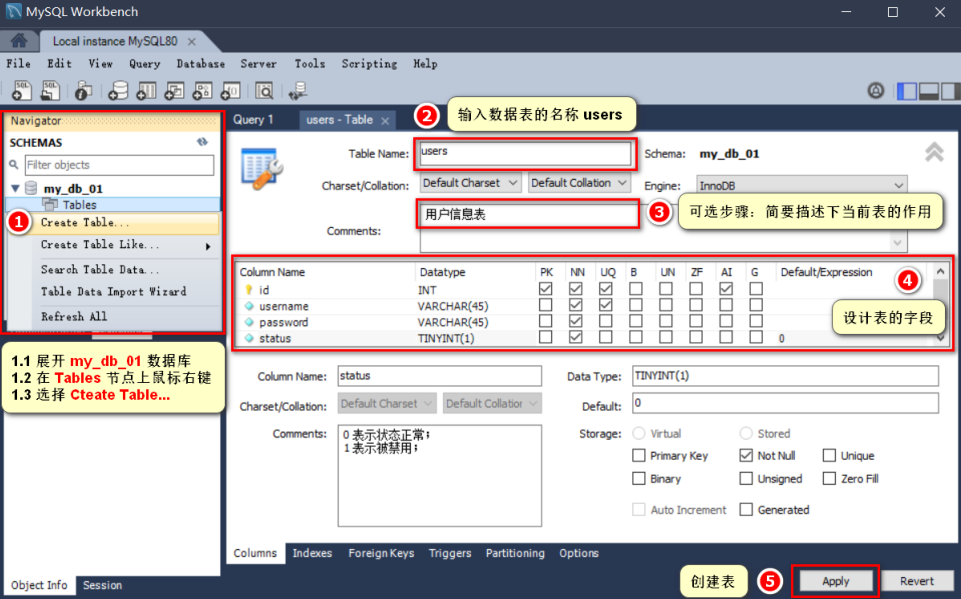 MySQL Workbench
Local instance MySQL80
File Edit View Query Database Server Tools Scripting Help
Navigator
SCHEMAS
Filter objects
my_db_01
Tables
1
Create Table...
Create Table Like...
Search Table Data...
Table Data Import Wizard
Refresh All
1.1 展开 my_db_01 数据库
1.2 在 Tables 节点上鼠标右键
1.3 选择 Cteate Table...
Object Info Session
Query 1 users - Table
2 输入数据表的名称 users
Table Name: users Schema: my_db_01
Charset/Collation: Default Charset Default Collation Engine: InnoDB
Comments: 用户信息表
3 可选步骤：简要描述下当前表的作用
Column Name Datatype PK NN UQ B UN ZF AI G Default/Expression
id INT
username VARCHAR(45)
password VARCHAR(45)
status TINYINT(1) 0
4
设计表的字段
Column Name: status Data Type: TINYINT(1)
Charset/Collation: Default Charset Default Collation Default: 0
Comments: 0 表示状态正常；
1 表示被禁用；
Storage: Virtual Stored
Primary Key Not Null Unique
Binary Unsigned Zero Fill
Auto Increment Generated
Columns Indexes Foreign Keys Triggers Partitioning Options
创建表 5 Apply Revert